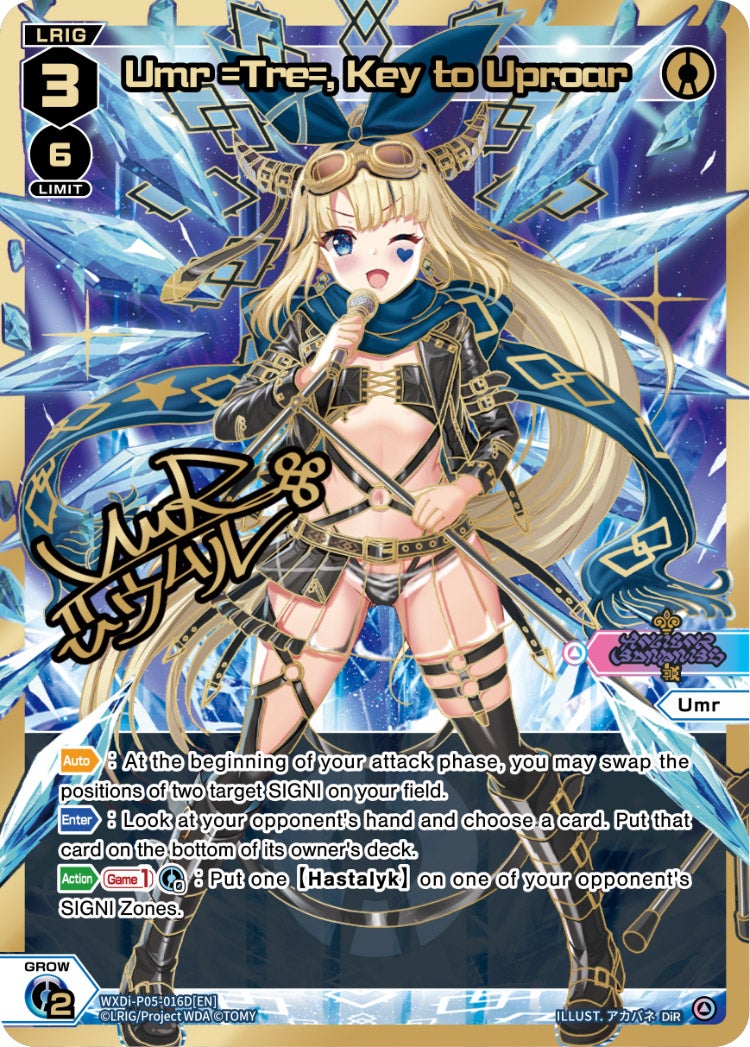 LRIG
3
Umr =Tre=, Key to Uproar
6
LIMIT
UmR
ウムル
Umr
Auto : At the beginning of your attack phase, you may swap the
positions of two target SIGNI on your field.
Enter : Look at your opponent's hand and choose a card. Put that
card on the bottom of its owner's deck.
Action Game 1 0 : Put one 【Hastalyk】 on one of your opponent's
SIGNI Zones.
GROW
2
WXDi-P05-016D[EN]
©LRIG/Project WDA ©TOMY
ILLUST. アカバネ DiR